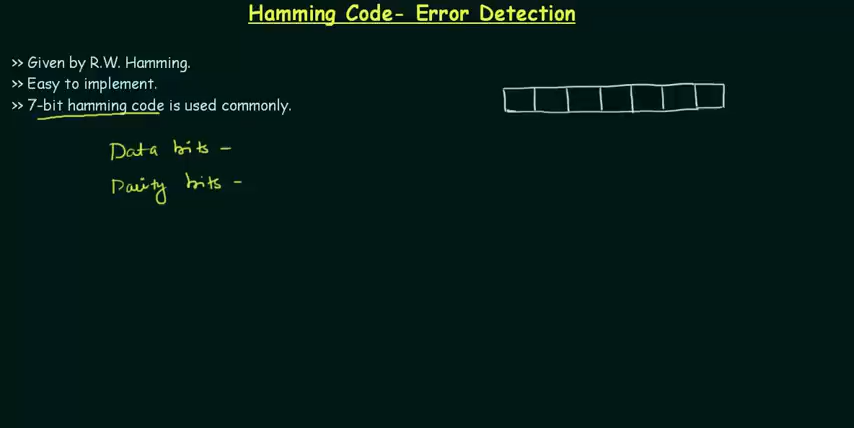 Hamming Code- Error Detection
>> Given by R.W. Hamming.
>> Easy to implement.
>> 7-bit hamming code is used commonly.
Data bits -
Parity bits -